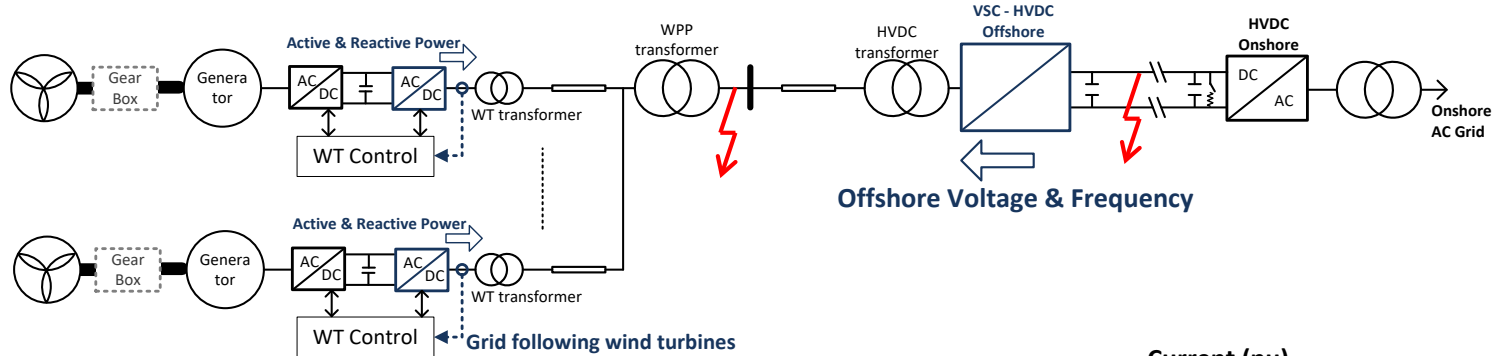 Active & Reactive Power
Gear
Box
Genera
tor
AC
DC
AC
DC
WT transformer
WT Control
WPP
transformer
HVDC
transformer
VSC - HVDC
Offshore
HVDC
Onshore
DC
AC
Onshore
AC Grid
Offshore Voltage & Frequency
Active & Reactive Power
Gear
Box
Genera
tor
AC
DC
AC
DC
WT transformer
WT Control
Grid following wind turbines
Current (pu)